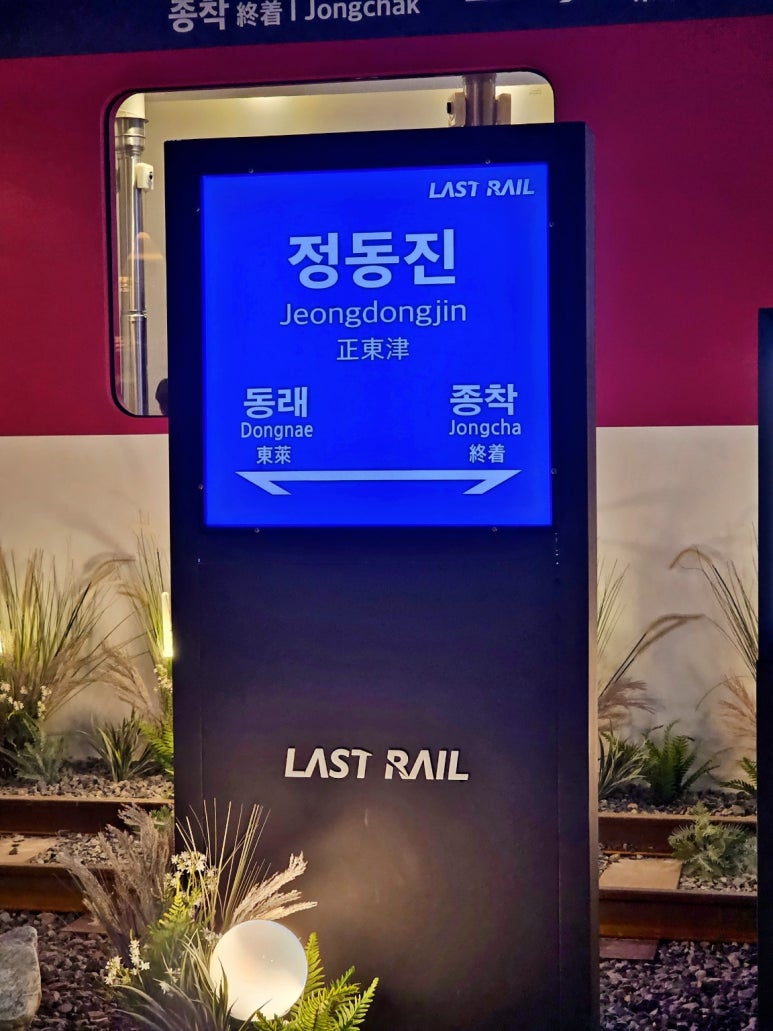 종착 終着 | Jongchak
LAST RAIL
정동진
Jeongdongjin
正東津
동래
Dongnae
東萊
종착
Jongcha
終着
LAST RAIL